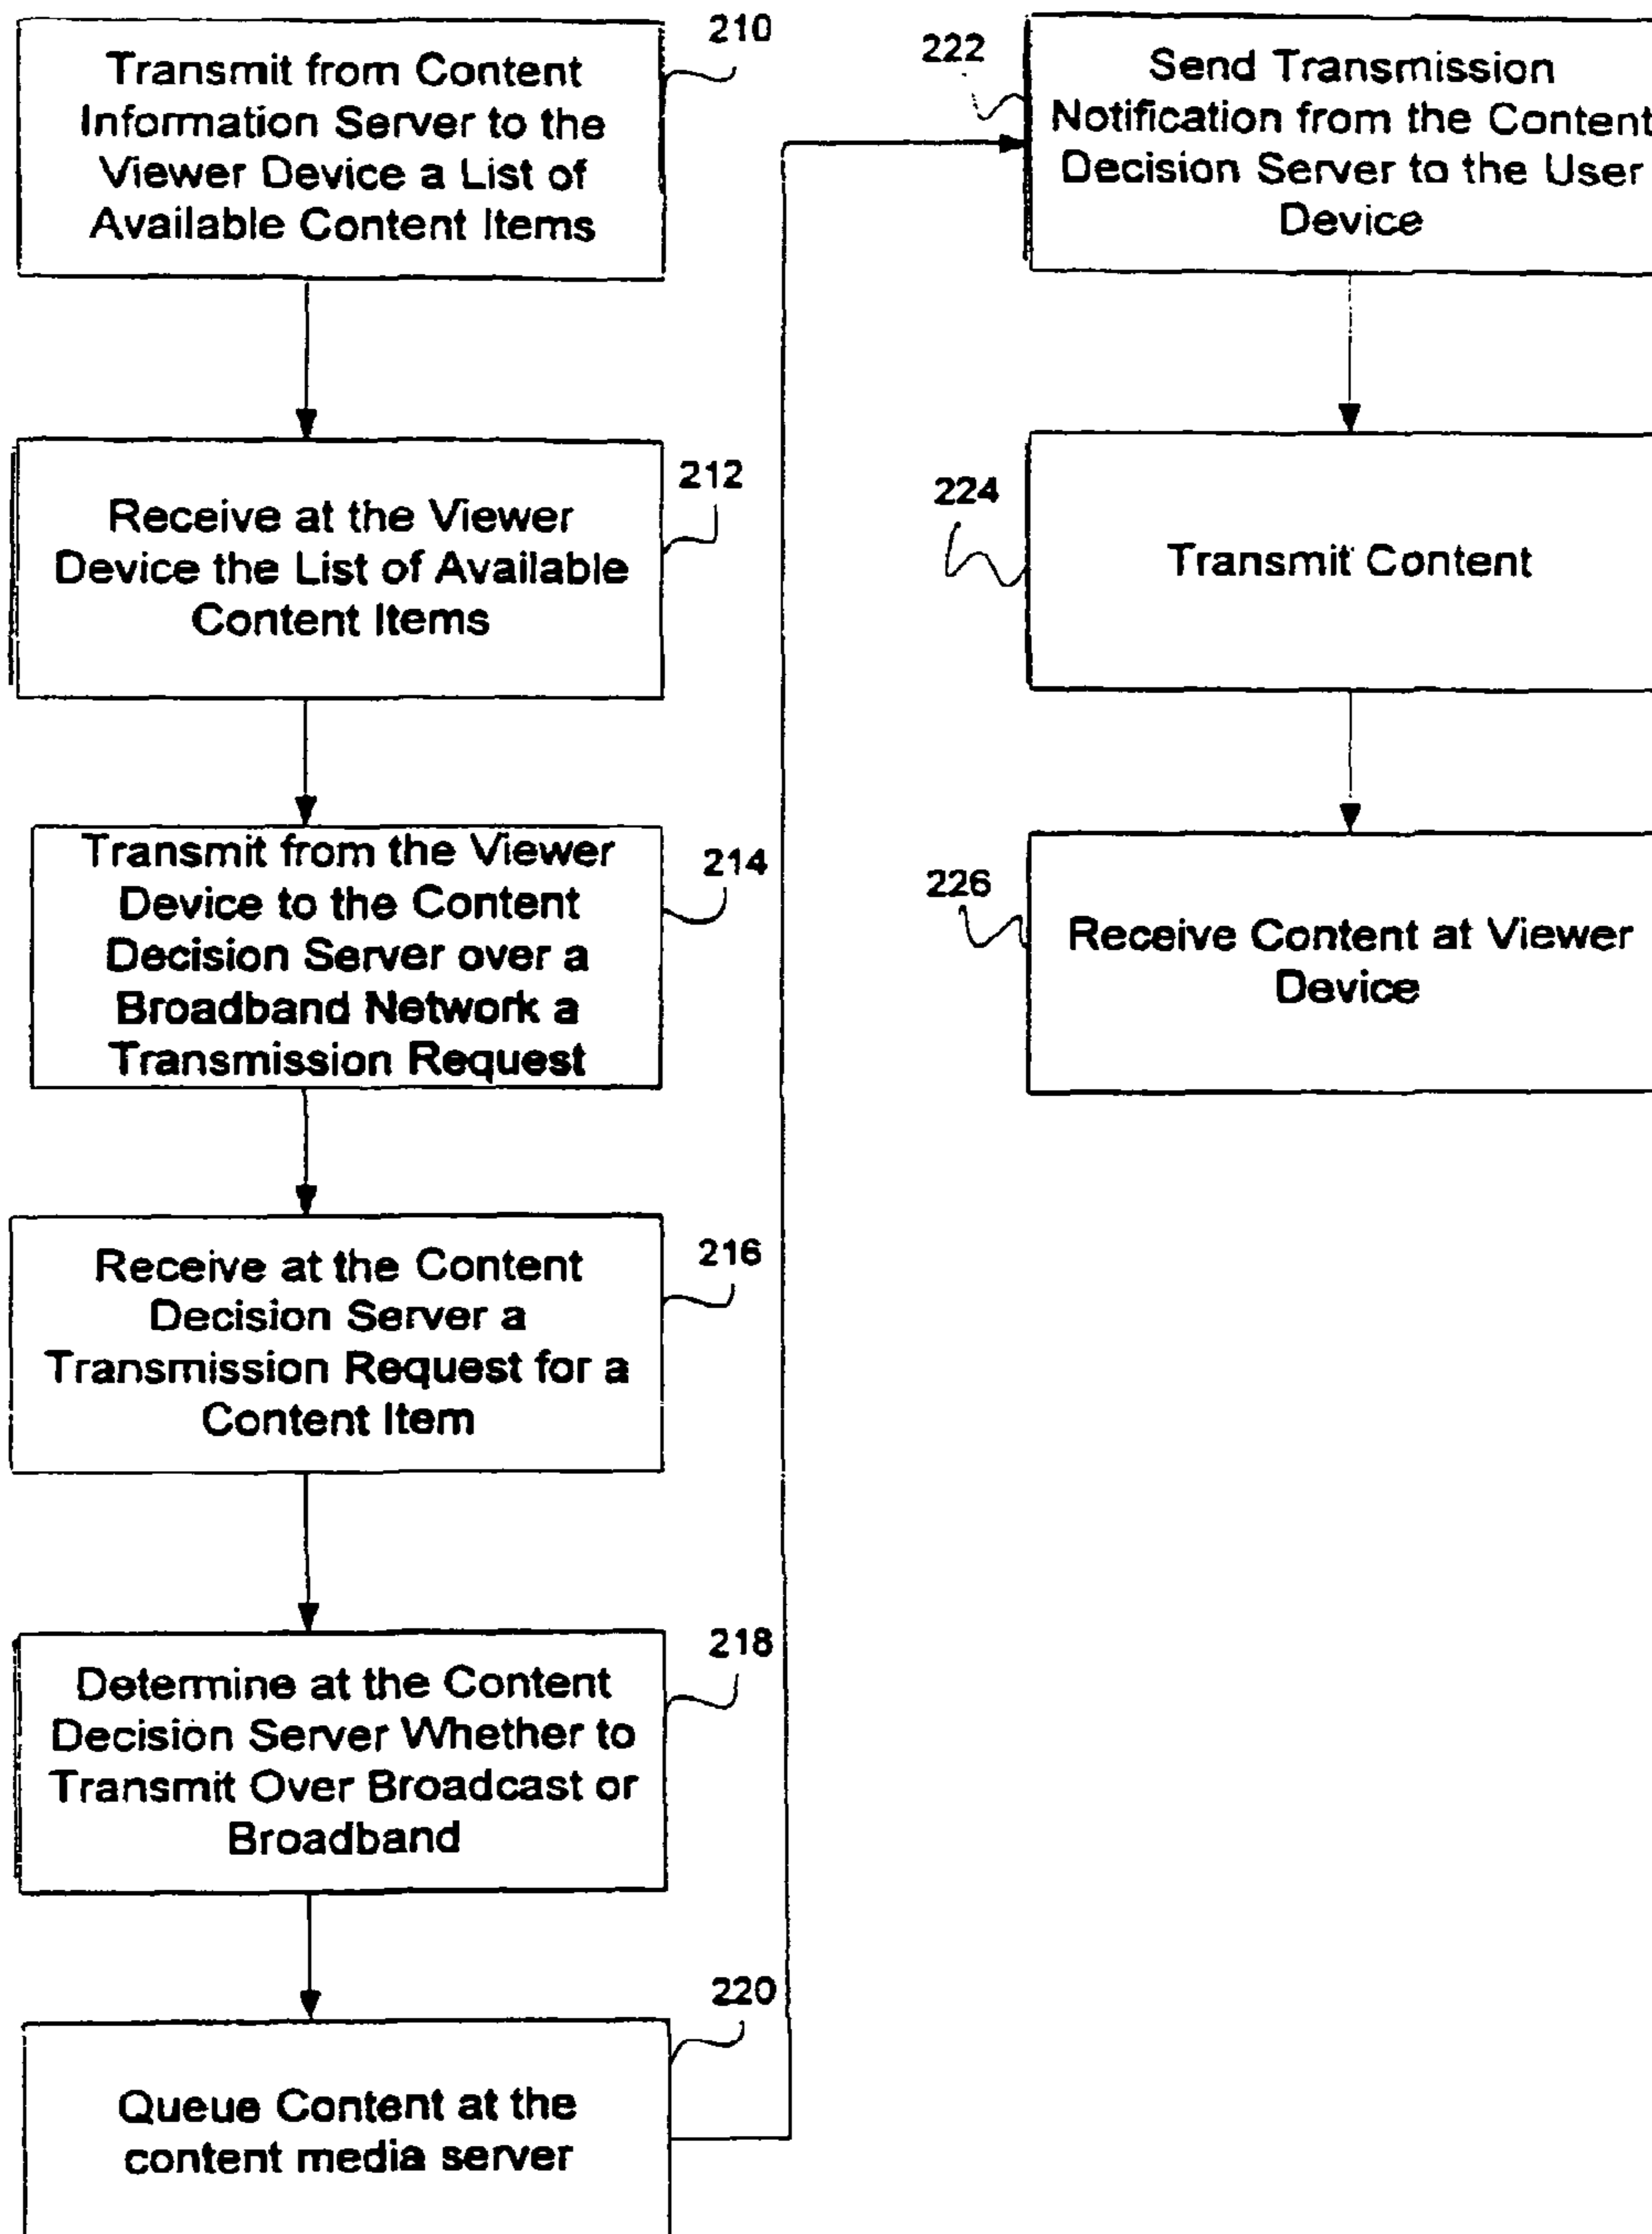 210
Transmit from Content
Information Server to the
Viewer Device a List of
Available Content Items
212
Receive at the Viewer
Device the List of Available
Content Items
214
Transmit from the Viewer
Device to the Content
Decision Server over a
Broadband Network a
Transmission Request
216
Receive at the Content
Decision Server a
Transmission Request for a
Content Item
218
Determine at the Content
Decision Server Whether to
Transmit Over Broadcast or
Broadband
220
Queue Content at the
content media server
222
Send Transmission
Notification from the Content
Decision Server to the User
Device
224
Transmit Content
226
Receive Content at Viewer
Device